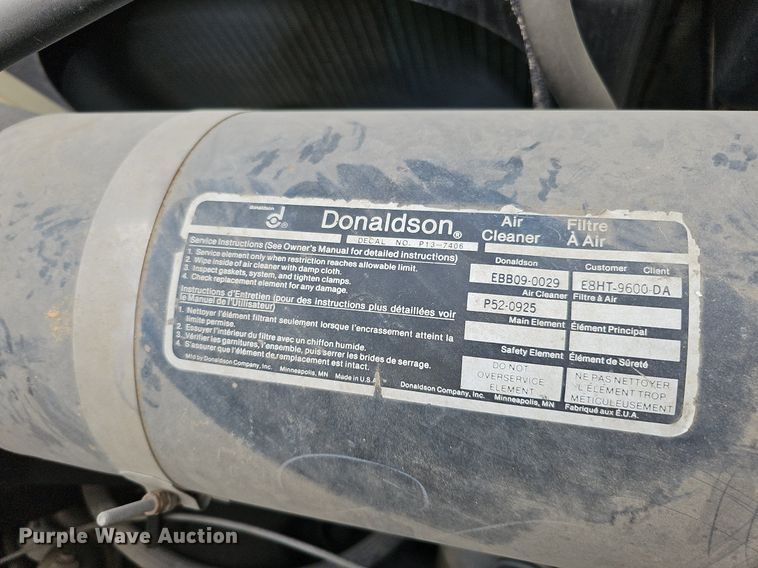 donaldson
Donaldson®
Air Cleaner
Filtre À Air
DECAL NO. P13-7406
Service Instructions (See Owner's Manual for detailed instructions)
1. Service element only when restriction reaches allowable limit.
2. Wipe inside of air cleaner with damp cloth.
3. Inspect gaskets, system, and tighten clamps.
4. Check replacement element for any damage.
Instructions d'Entretien (pour des instructions plus détaillées voir
le Manuel de l'Utilisateur)
1. Nettoyer l'élément filtrant seulement lorsque l'encrassement atteint la
limite permise.
2. Essuyer l'intérieur du filtre avec un chiffon humide.
3. Vérifier les garnitures, l'ensemble, puis serrer les brides de serrage.
4. S'assurer que l'élément de remplacement est intact.
Mfd by Donaldson Company, Inc. Minneapolis, MN Made in U.S.A.
Donaldson Customer Client
EBB09-0029 E8HT-9600-DA
Air Cleaner Filtre à Air
P52-0925
Main Element Élément Principal
Safety Element Élément de Sûreté
DO NOT
OVERSERVICE
ELEMENT
NE PAS NETTOYER
L'ÉLÉMENT TROP
METICULEUSEMENT
Donaldson Company, Inc. Minneapolis, MN Fabriqué aux É.U.A.
Purple Wave Auction®